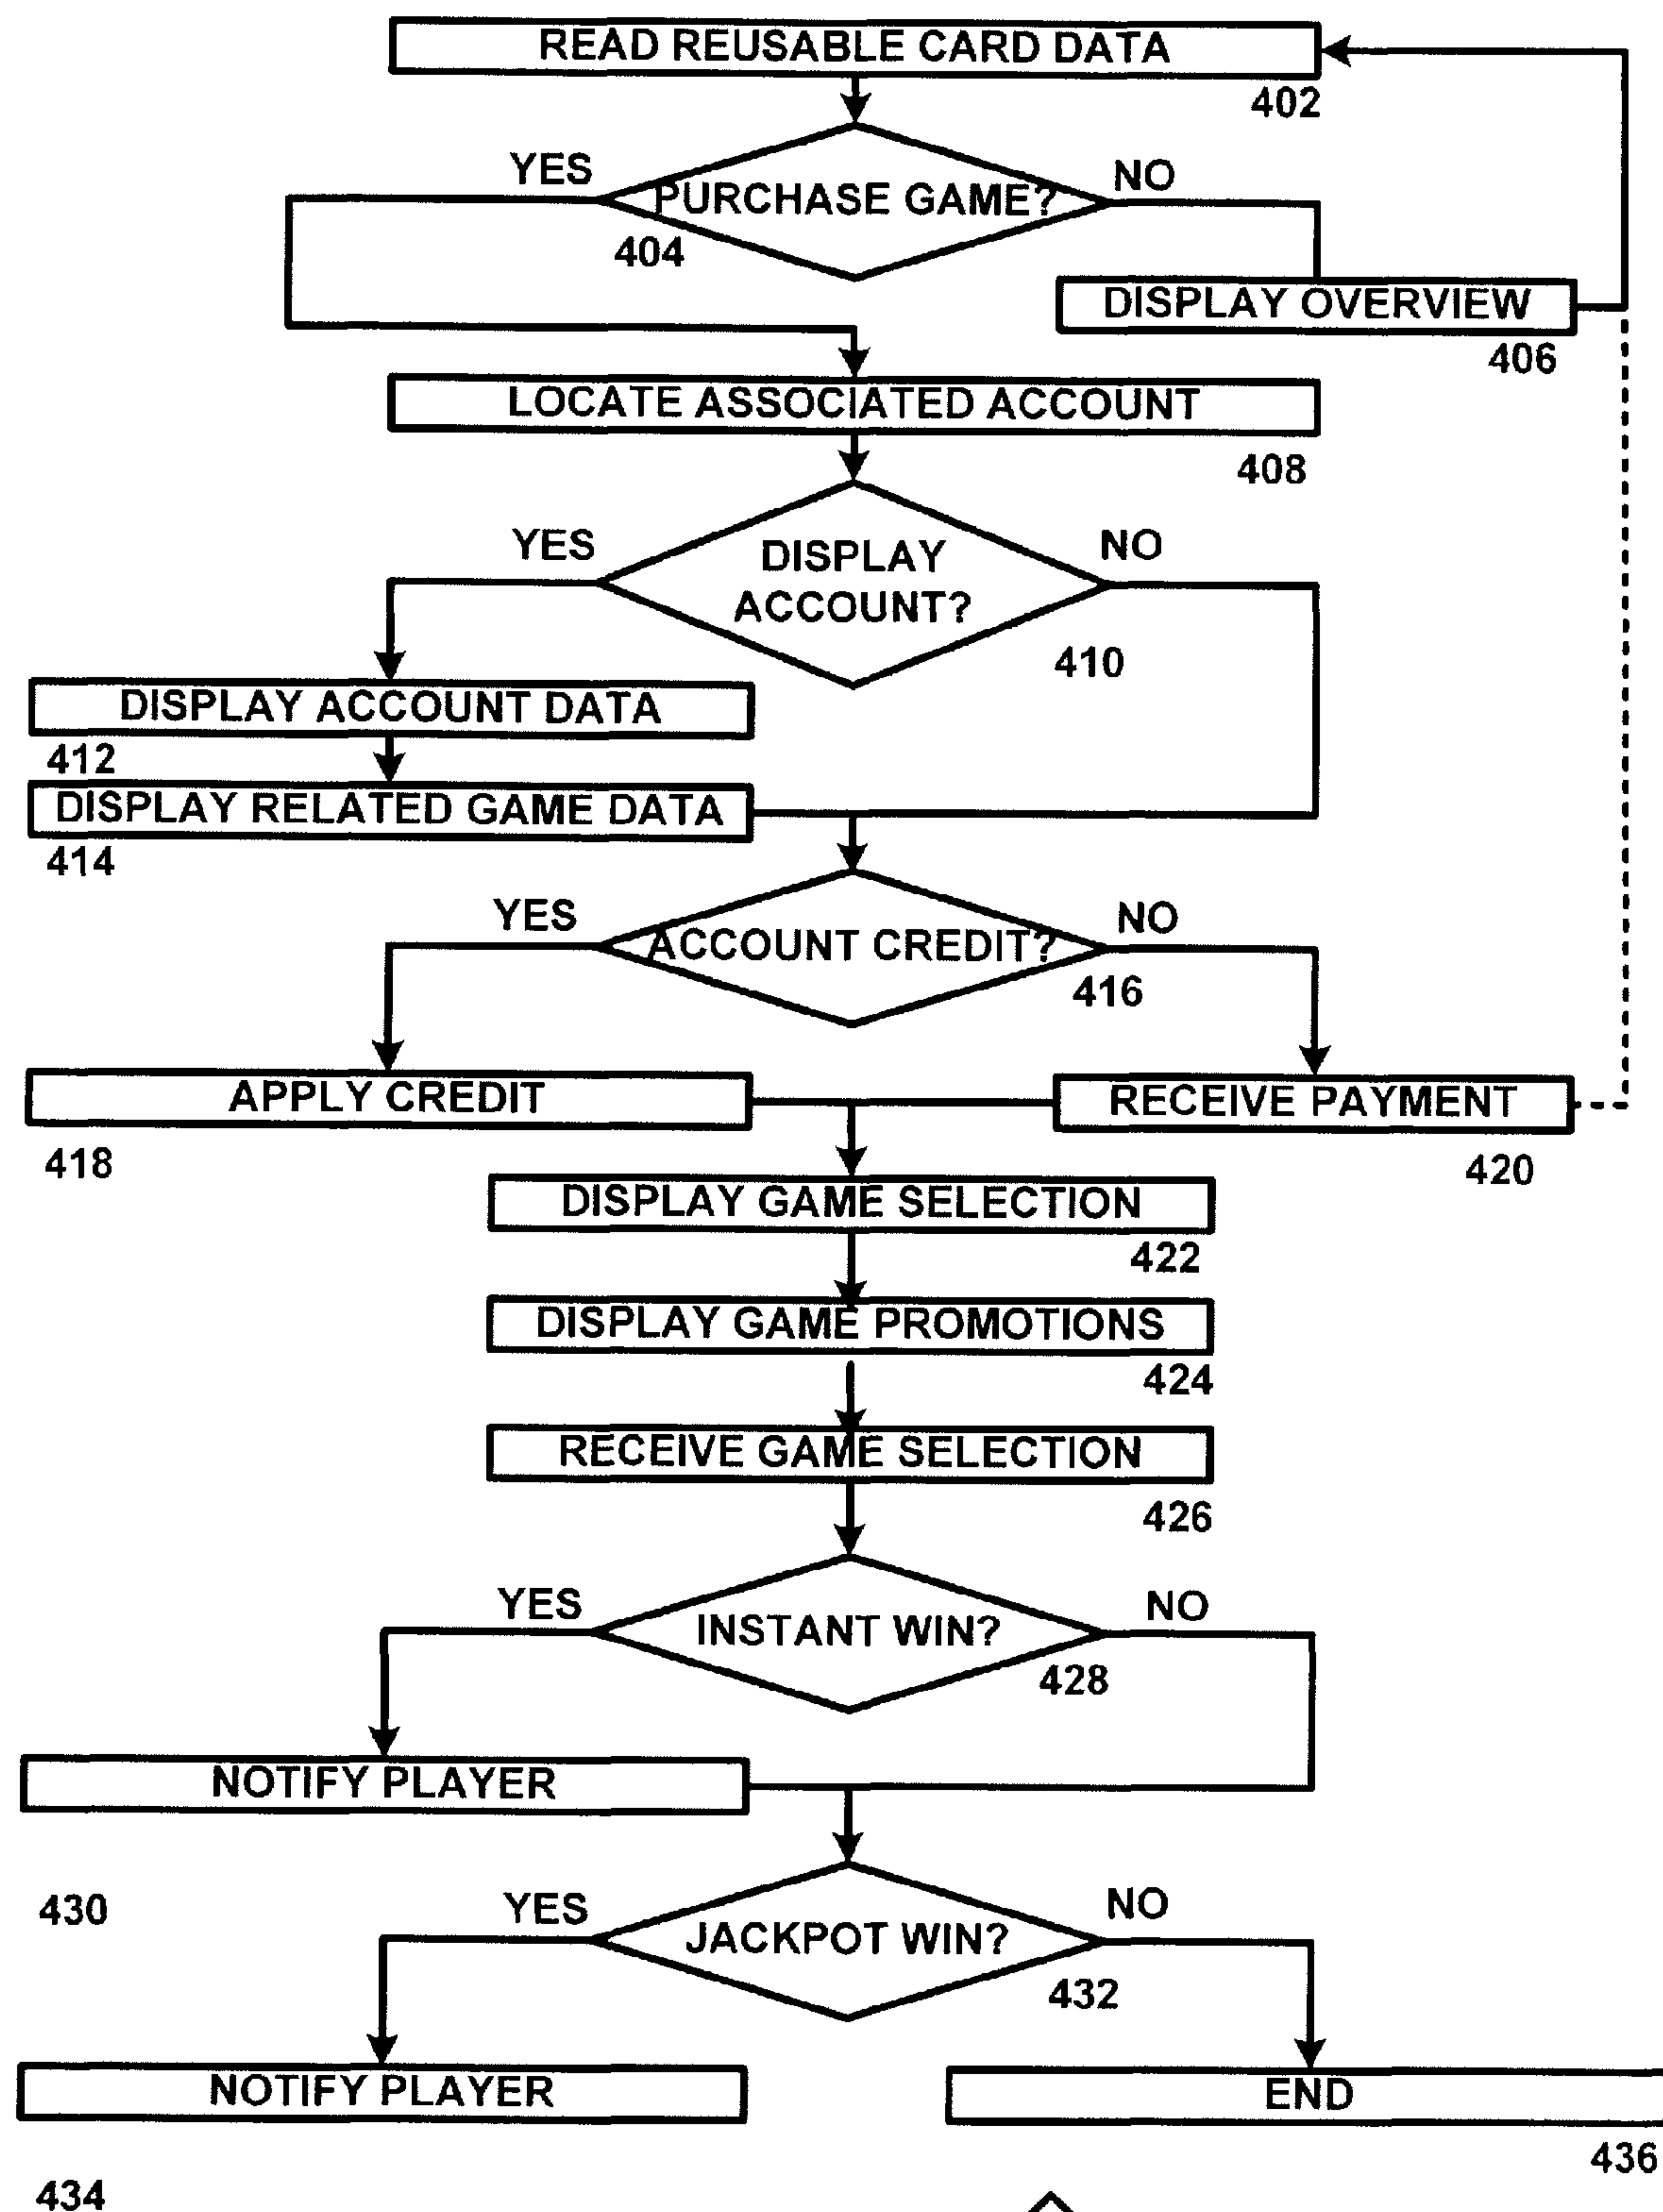 READ REUSABLE CARD DATA
402
YES
NO
PURCHASE GAME?
404
DISPLAY OVERVIEW
406
LOCATE ASSOCIATED ACCOUNT
408
YES
NO
DISPLAY
ACCOUNT?
410
DISPLAY ACCOUNT DATA
412
DISPLAY RELATED GAME DATA
414
YES
NO
ACCOUNT CREDIT?
416
APPLY CREDIT
RECEIVE PAYMENT
418
420
DISPLAY GAME SELECTION
422
DISPLAY GAME PROMOTIONS
424
RECEIVE GAME SELECTION
426
YES
NO
INSTANT WIN?
428
NOTIFY PLAYER
430
YES
NO
JACKPOT WIN?
432
NOTIFY PLAYER
END
436
434